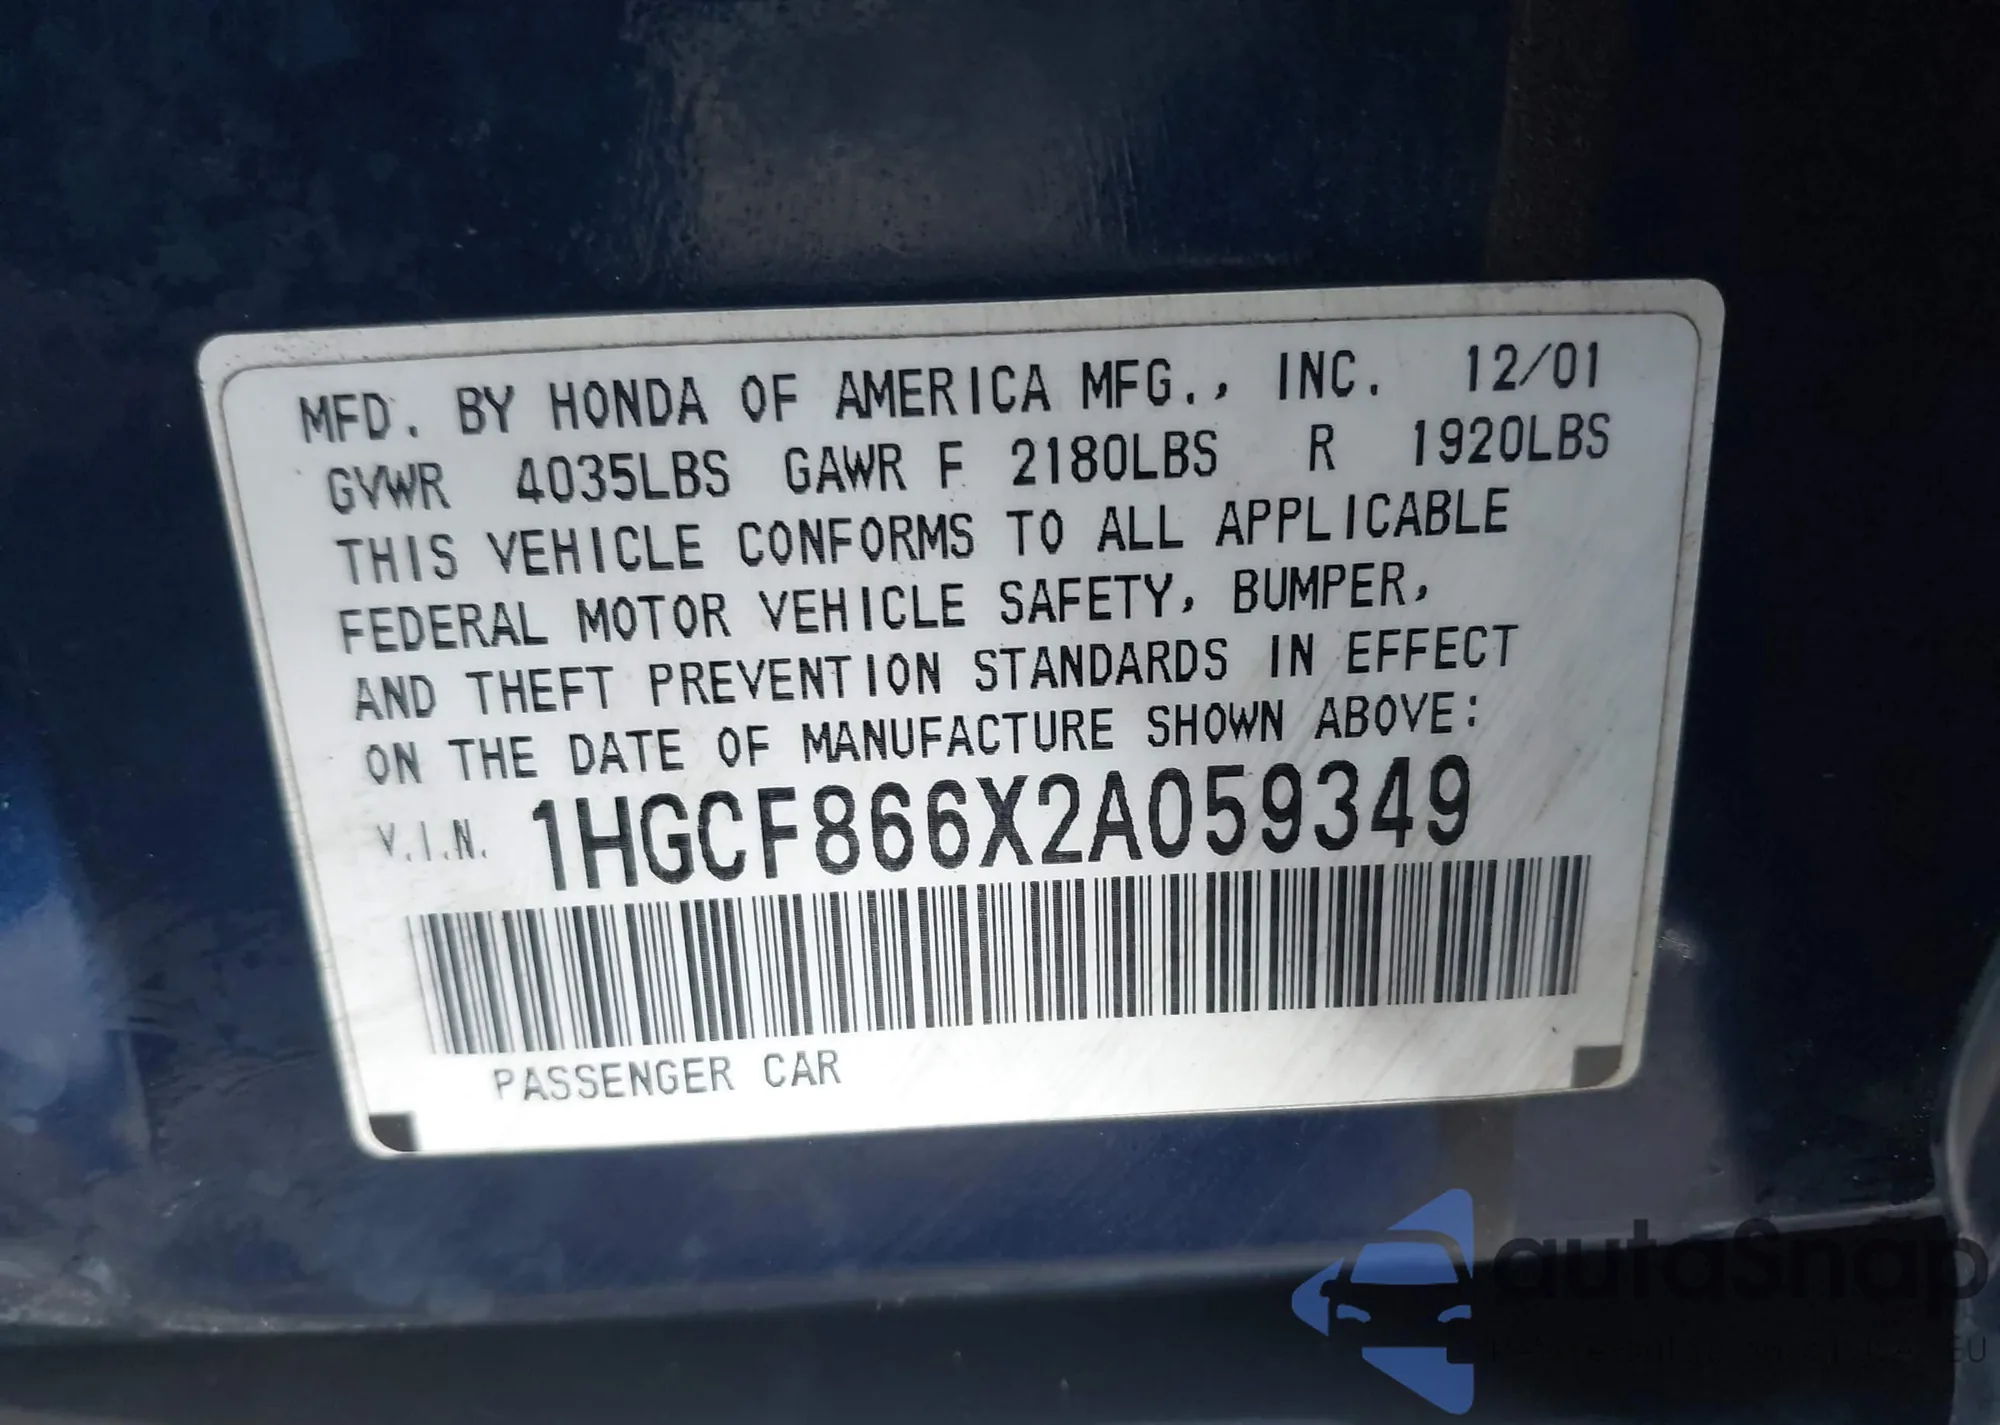 MFD. BY HONDA OF AMERICA MFG., INC. 12/01
GVWR 4035LBS GAWR F 2180LBS R 1920LBS
THIS VEHICLE CONFORMS TO ALL APPLICABLE
FEDERAL MOTOR VEHICLE SAFETY, BUMPER,
AND THEFT PREVENTION STANDARDS IN EFFECT
ON THE DATE OF MANUFACTURE SHOWN ABOVE:
V.I.N. 1HGCF866X2A059349
PASSENGER CAR
autoSnap